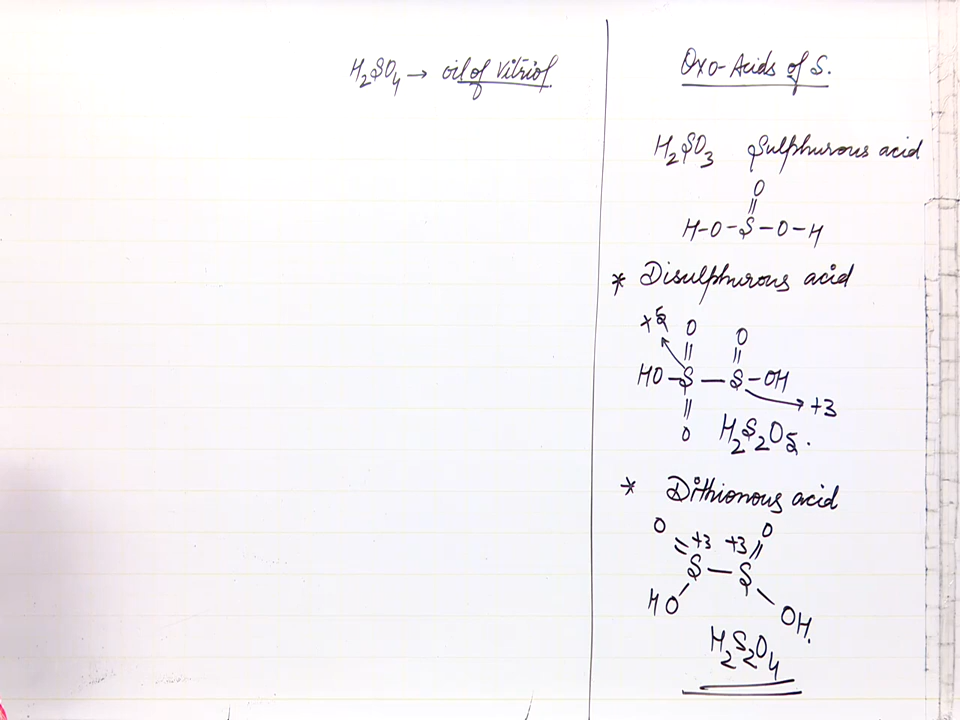 H2SO4 → oil of Vitriol.
Oxo-Acids of S.
H2SO3 Sulphurous acid
O
||
H-O-S-O-H
* Disulphurous acid
+5 O O
|| ||
HO-S-S-OH
|| +3
O H2S2O5.
* Dithionous acid
O +3 +3 O
S-S
HO OH.
H2S2O4